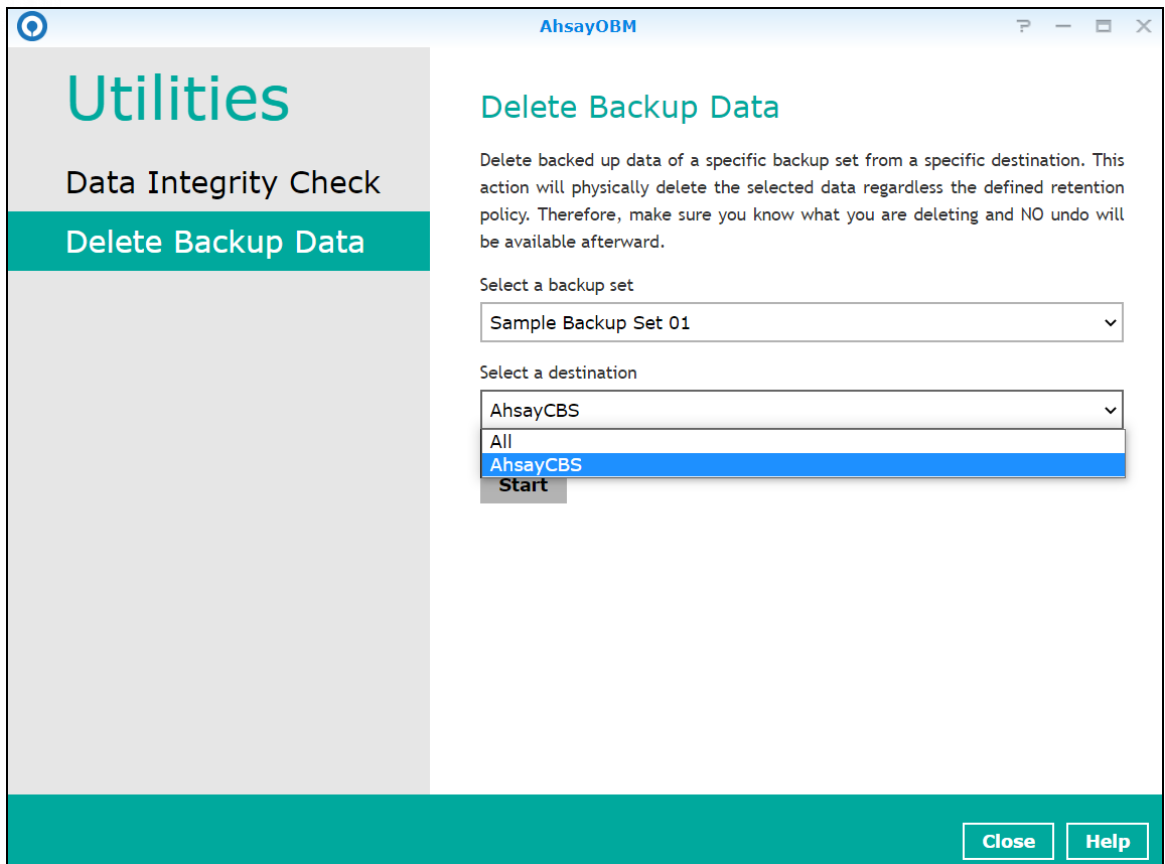 AhsayOBM
Utilities
Data Integrity Check
Delete Backup Data
Delete Backup Data
Delete backed up data of a specific backup set from a specific destination. This
action will physically delete the selected data regardless the defined retention
policy. Therefore, make sure you know what you are deleting and NO undo will
be available afterward.
Select a backup set
Sample Backup Set 01
Select a destination
AhsayCBS
All
AhsayCBS
Start
Close
Help